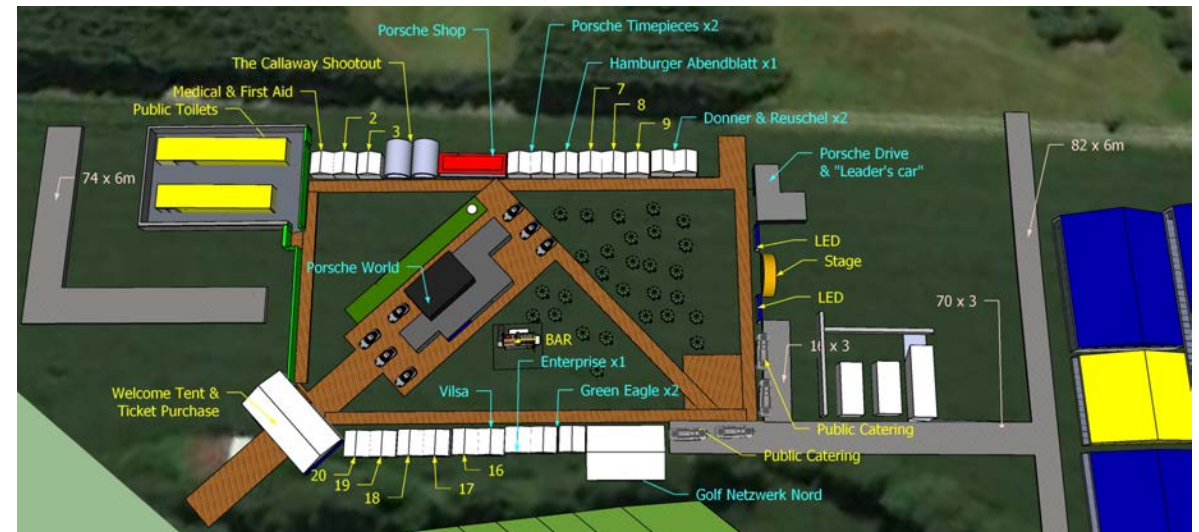 Porsche Shop
Porsche Timepieces x2
The Callaway Shootout
Hamburger Abendblatt x1
Medical & First Aid
Public Toilets
2
3
7
8
9
Donner & Reuschel x2
74 x 6m
82 x 6m
Porsche Drive
& "Leader's car"
LED
Stage
LED
Porsche World
70 x 3
16 x 3
BAR
Enterprise x1
Vilsa
Green Eagle x2
Welcome Tent &
Ticket Purchase
Public Catering
Public Catering
20
19
18
17
16
Golf Netzwerk Nord